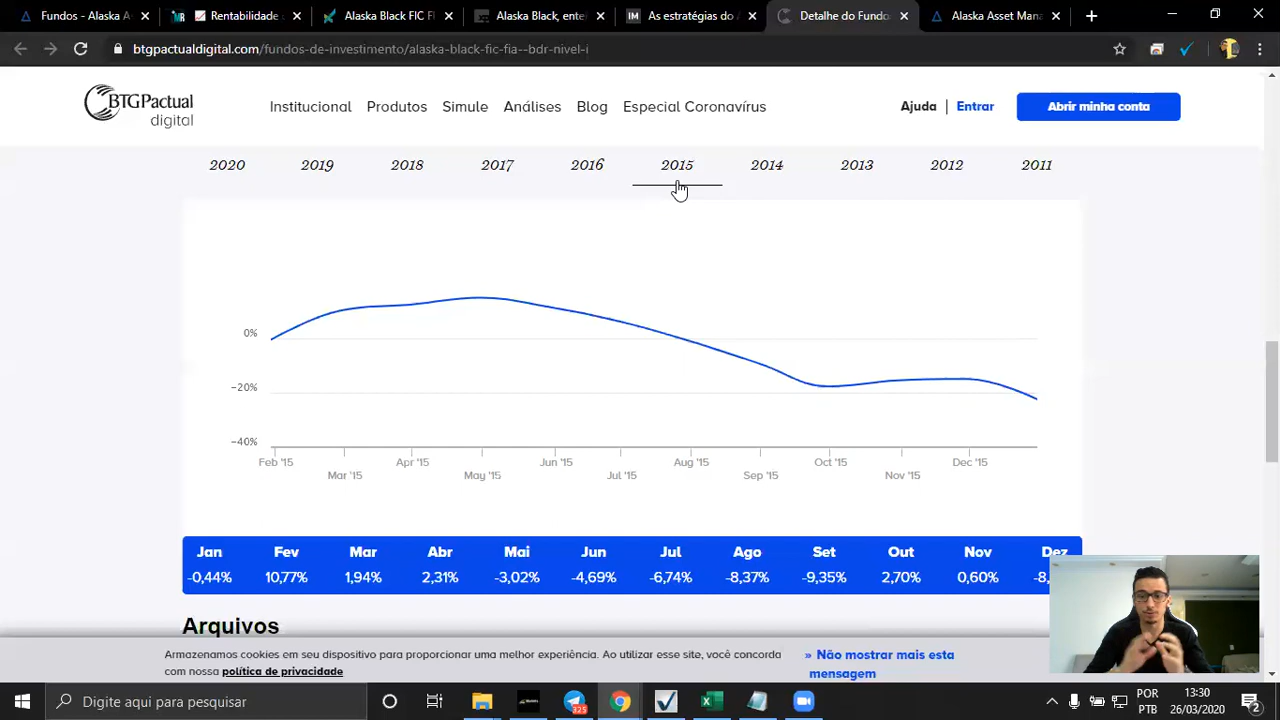 Fundos - Alaska A
Rentabilidade
Alaska Black FIC FI
Alaska Black, ente
As estratégias do
Detalhe do Fundo
Alaska Asset Mana
btgpactualdigital.com/fundos-de-investimento/alaska-black-fic-fia--bdr-nivel-i
BTGPactual
digital
Institucional Produtos Simule Análises Blog Especial Coronavírus
Ajuda | Entrar
Abrir minha conta
2020 2019 2018 2017 2016 2015 2014 2013 2012 2011
0%
-20%
-40%
Feb '15 Mar '15 Apr '15 May '15 Jun '15 Jul '15 Aug '15 Sep '15 Oct '15 Nov '15 Dec '15
Jan Fev Mar Abr Mai Jun Jul Ago Set Out Nov Dez
-0,44% 10,77% 1,94% 2,31% -3,02% -4,69% -6,74% -8,37% -9,35% 2,70% 0,60% -8,
Arquivos
Armazenamos cookies em seu dispositivo para proporcionar uma melhor experiência. Ao utilizar esse site, você concorda
com nossa política de privacidade
» Não mostrar mais esta
mensagem
Digite aqui para pesquisar
325
POR
PTB
13:30
26/03/2020
2